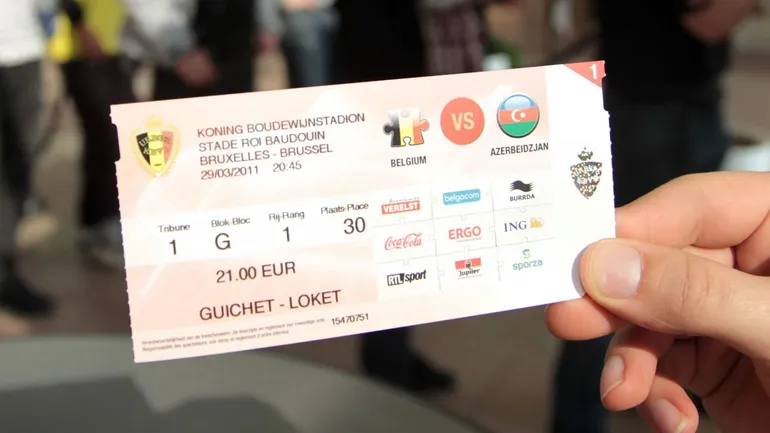 1
KONING BOUDEWIJNSTADION
STADE ROI BAUDOUIN
BRUXELLES - BRUSSEL
29/03/2011 20:45
BELGIUM
VS
AZERBEIDZJAN
Tribune Blok-Bloc Rij-Rang Plaats-Place
1 G 1 30
21.00 EUR
GUICHET - LOKET
15470751
VERELST
belgacom
BURRDA
Coca-Cola
ERGO
ING
RTL sport
Jupiler
sporza